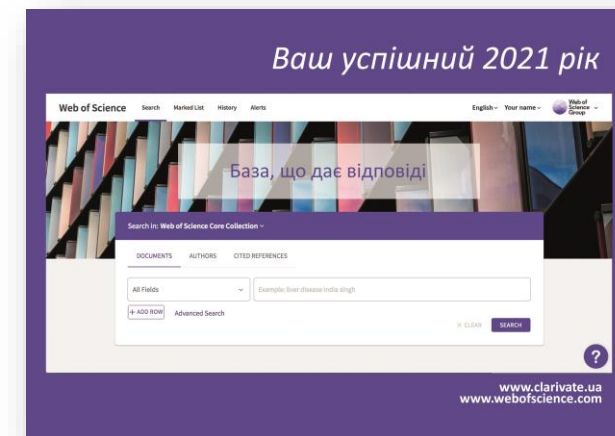 Ваш успішний 2021 рік
Web of Science Search Marked List History Alerts English Your name Web of Science Group
База, що дає відповіді
Search in: Web of Science Core Collection
DOCUMENTS AUTHORS CITED REFERENCES
All Fields Example: liver disease india singh
+ ADD ROW Advanced Search
× CLEAR SEARCH
?
www.clarivate.ua
www.webofscience.com